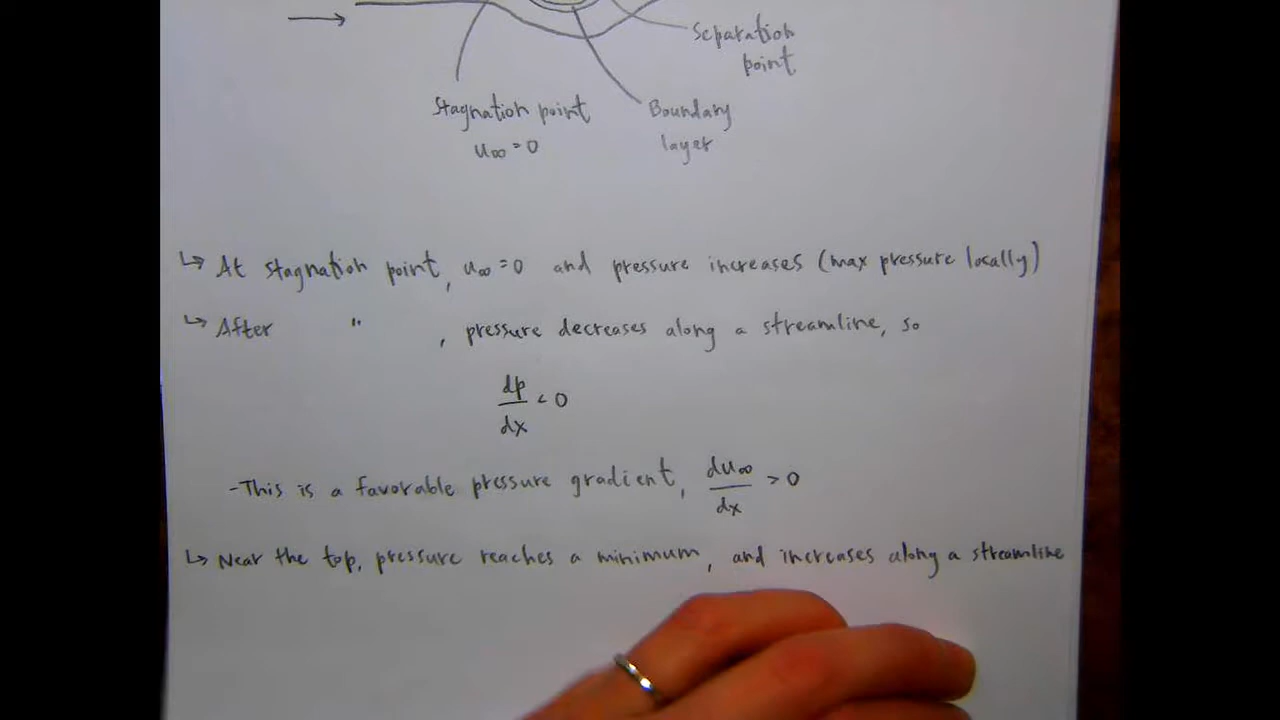 Separation
point
Stagnation point
u∞ = 0
Boundary
layer
↳ At stagnation point, u∞ = 0 and pressure increases (max pressure locally)
↳ After " , pressure decreases along a streamline, so
dp/dx < 0
- This is a favorable pressure gradient, du∞/dx > 0
↳ Near the top, pressure reaches a minimum, and increases along a streamline